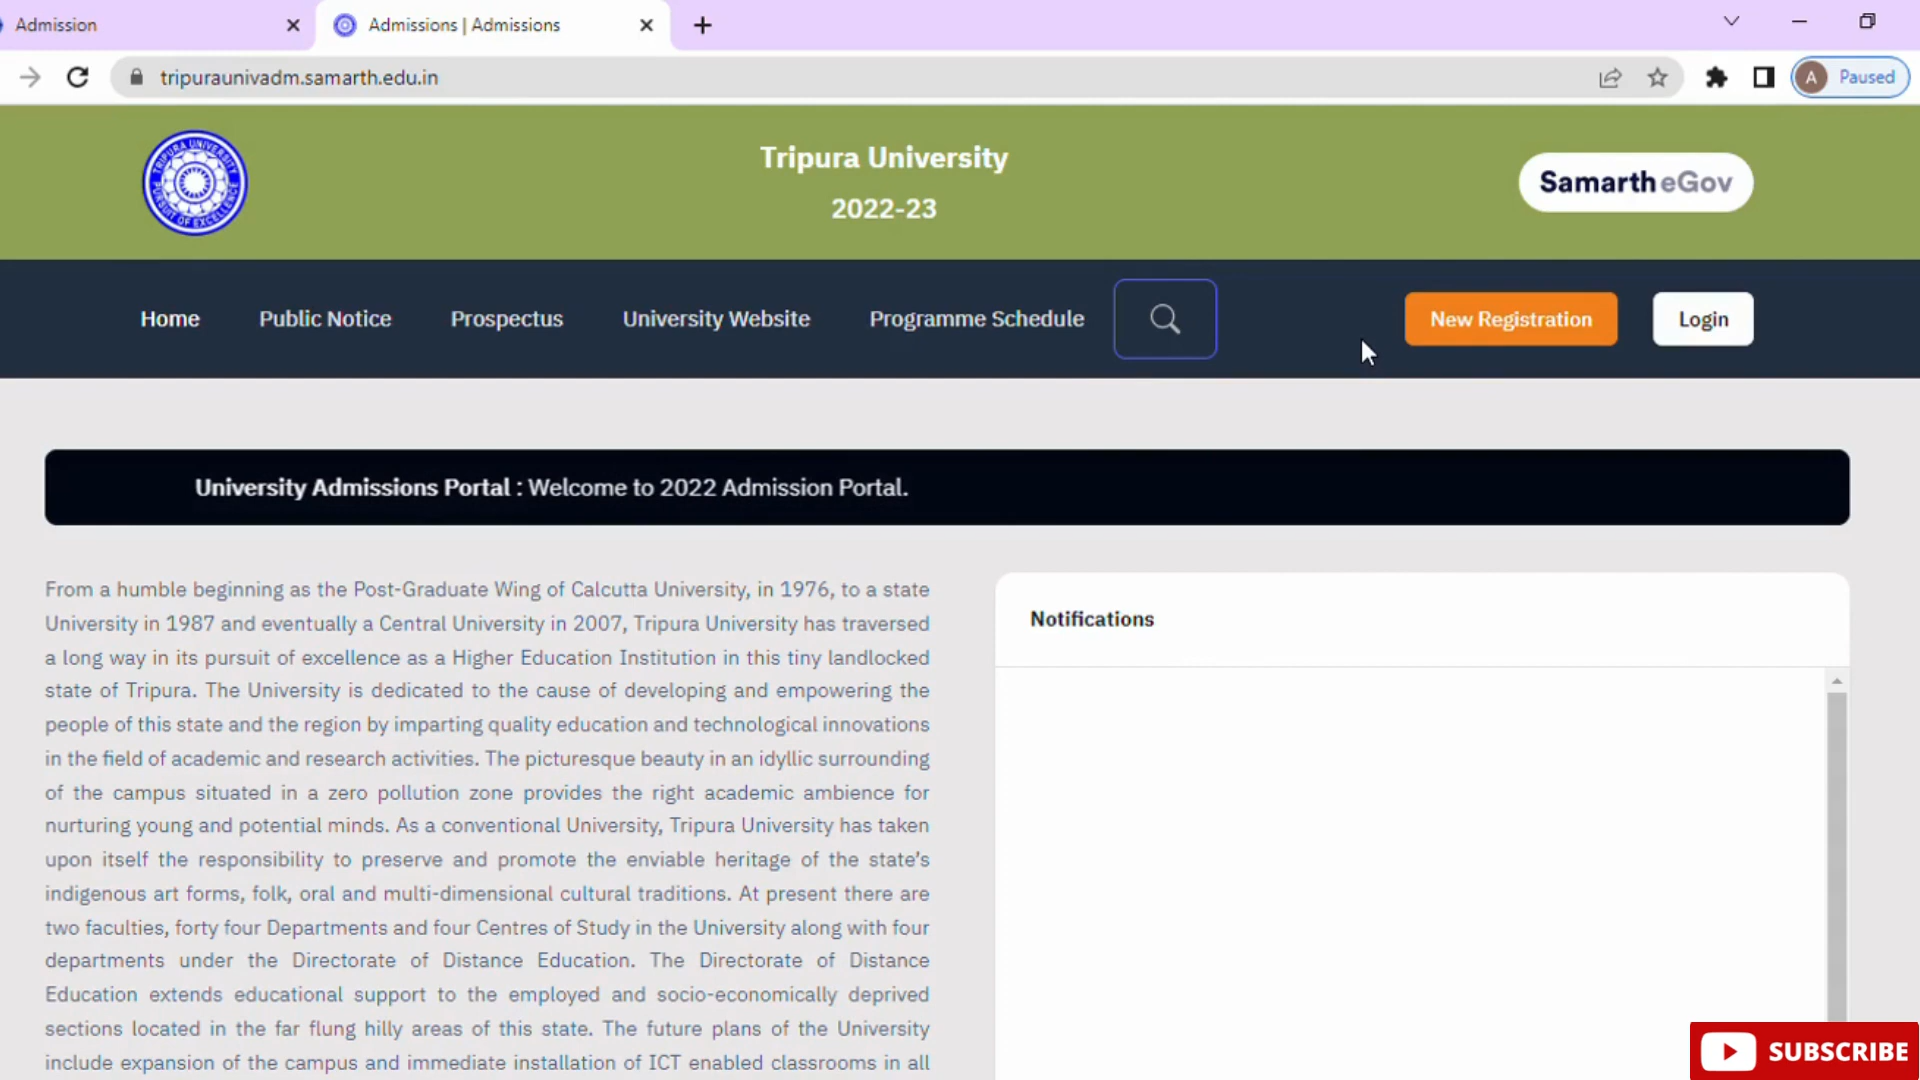 Admission
Admissions | Admissions
tripuraunivadm.samarth.edu.in
A
Paused
TRIPURA UNIVERSITY
PURSUIT OF EXCELLENCE
Tripura University
2022-23
Samarth eGov
Home
Public Notice
Prospectus
University Website
Programme Schedule
New Registration
Login
University Admissions Portal : Welcome to 2022 Admission Portal.
From a humble beginning as the Post-Graduate Wing of Calcutta University, in 1976, to a state
University in 1987 and eventually a Central University in 2007, Tripura University has traversed
a long way in its pursuit of excellence as a Higher Education Institution in this tiny landlocked
state of Tripura. The University is dedicated to the cause of developing and empowering the
people of this state and the region by imparting quality education and technological innovations
in the field of academic and research activities. The picturesque beauty in an idyllic surrounding
of the campus situated in a zero pollution zone provides the right academic ambience for
nurturing young and potential minds. As a conventional University, Tripura University has taken
upon itself the responsibility to preserve and promote the enviable heritage of the state's
indigenous art forms, folk, oral and multi-dimensional cultural traditions. At present there are
two faculties, forty four Departments and four Centres of Study in the University along with four
departments under the Directorate of Distance Education. The Directorate of Distance
Education extends educational support to the employed and socio-economically deprived
sections located in the far flung hilly areas of this state. The future plans of the University
include expansion of the campus and immediate installation of ICT enabled classrooms in all
Notifications
SUBSCRIBE